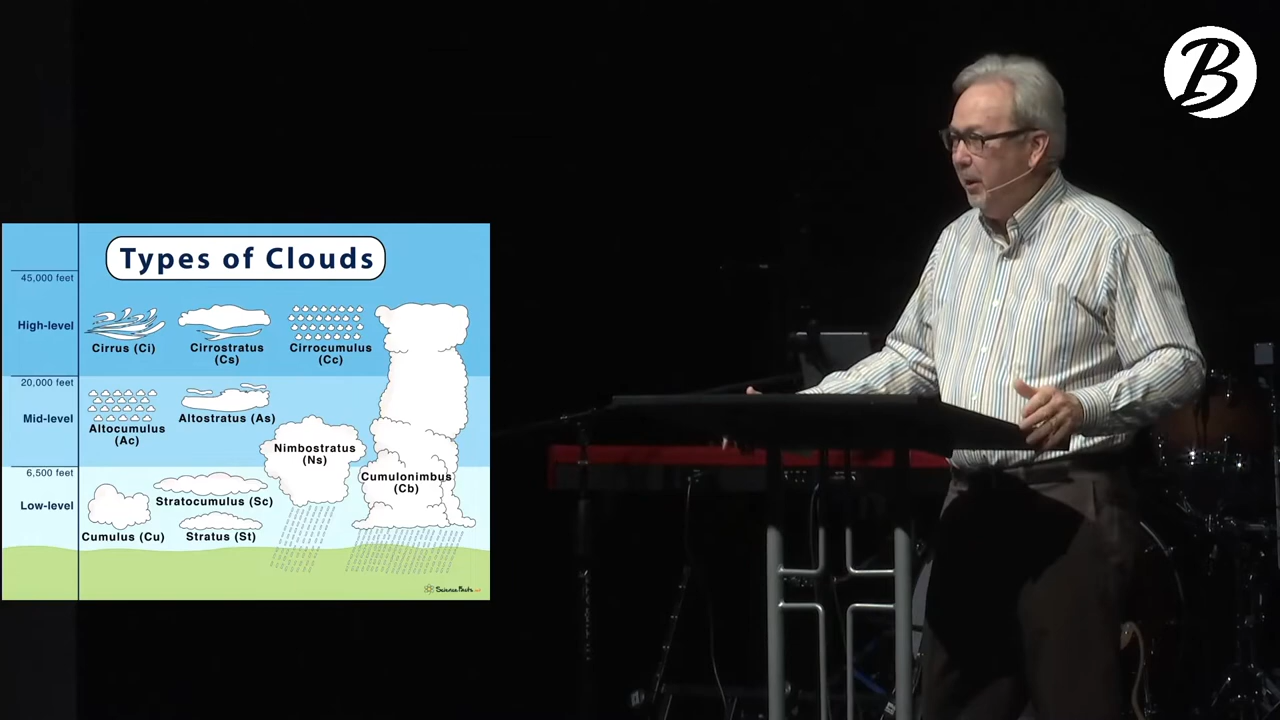 B
Types of Clouds
45,000 feet
High-level
Cirrus (Ci)
Cirrostratus
(Cs)
Cirrocumulus
(Cc)
20,000 feet
Mid-level
Altocumulus
(Ac)
Altostratus (As)
Nimbostratus
(Ns)
Cumulonimbus
(Cb)
6,500 feet
Low-level
Stratocumulus (Sc)
Cumulus (Cu)
Stratus (St)